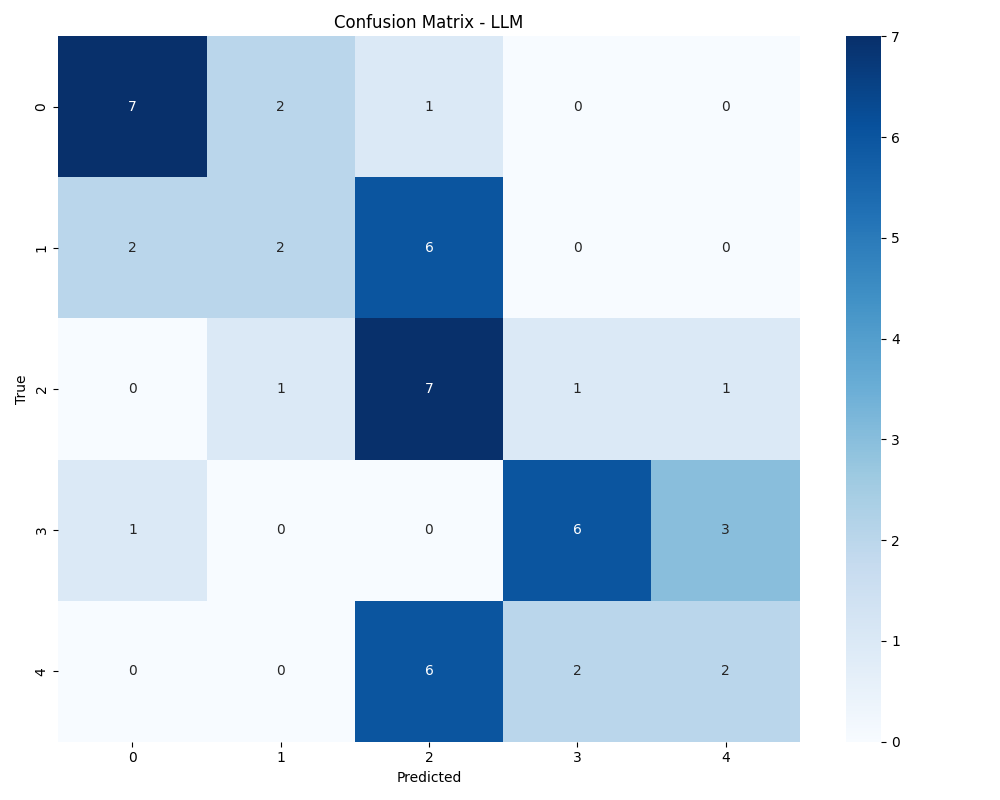 Confusion Matrix - LLM
0 7 2 1 0 0
1 2 2 6 0 0
2 0 1 7 1 1
3 1 0 0 6 3
4 0 0 6 2 2
0 1 2 3 4
True
Predicted
7
6
5
4
3
2
1
0